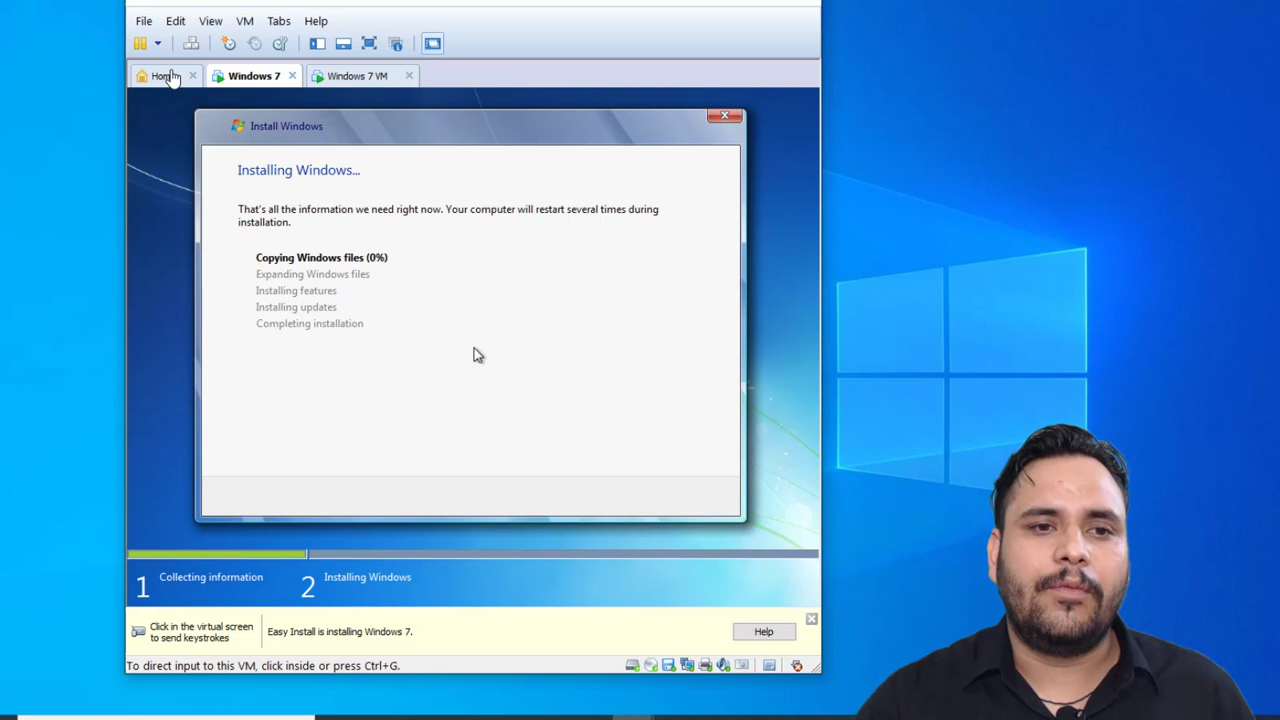 File Edit View VM Tabs Help
Home Windows 7 Windows 7 VM
Install Windows
Installing Windows...
That's all the information we need right now. Your computer will restart several times during
installation.
Copying Windows files (0%)
Expanding Windows files
Installing features
Installing updates
Completing installation
1 Collecting information 2 Installing Windows
Click in the virtual screen
to send keystrokes
Easy Install is installing Windows 7.
Help
To direct input to this VM, click inside or press Ctrl+G.